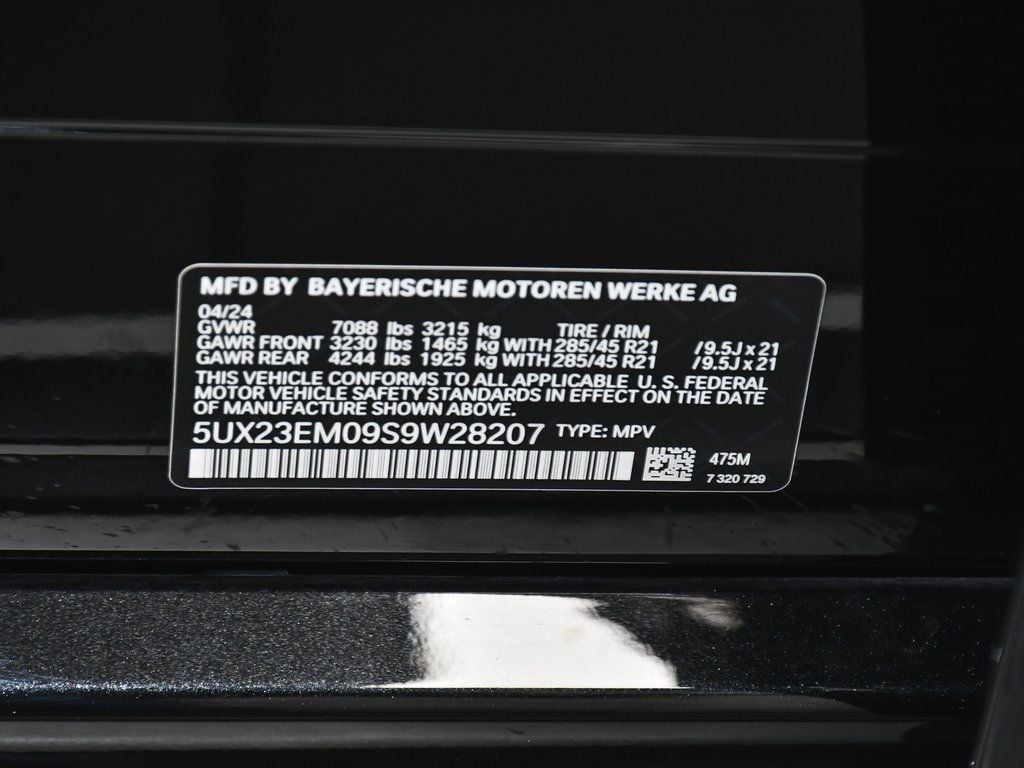 MFD BY BAYERISCHE MOTOREN WERKE AG
04/24
GVWR 7088 lbs 3215 kg TIRE / RIM
GAWR FRONT 3230 lbs 1465 kg WITH 285/45 R21 /9.5J x 21
GAWR REAR 4244 lbs 1925 kg WITH 285/45 R21 /9.5J x 21
THIS VEHICLE CONFORMS TO ALL APPLICABLE U. S. FEDERAL
MOTOR VEHICLE SAFETY STANDARDS IN EFFECT ON THE DATE
OF MANUFACTURE SHOWN ABOVE.
5UX23EM09S9W28207 TYPE: MPV
475M
7 320 729